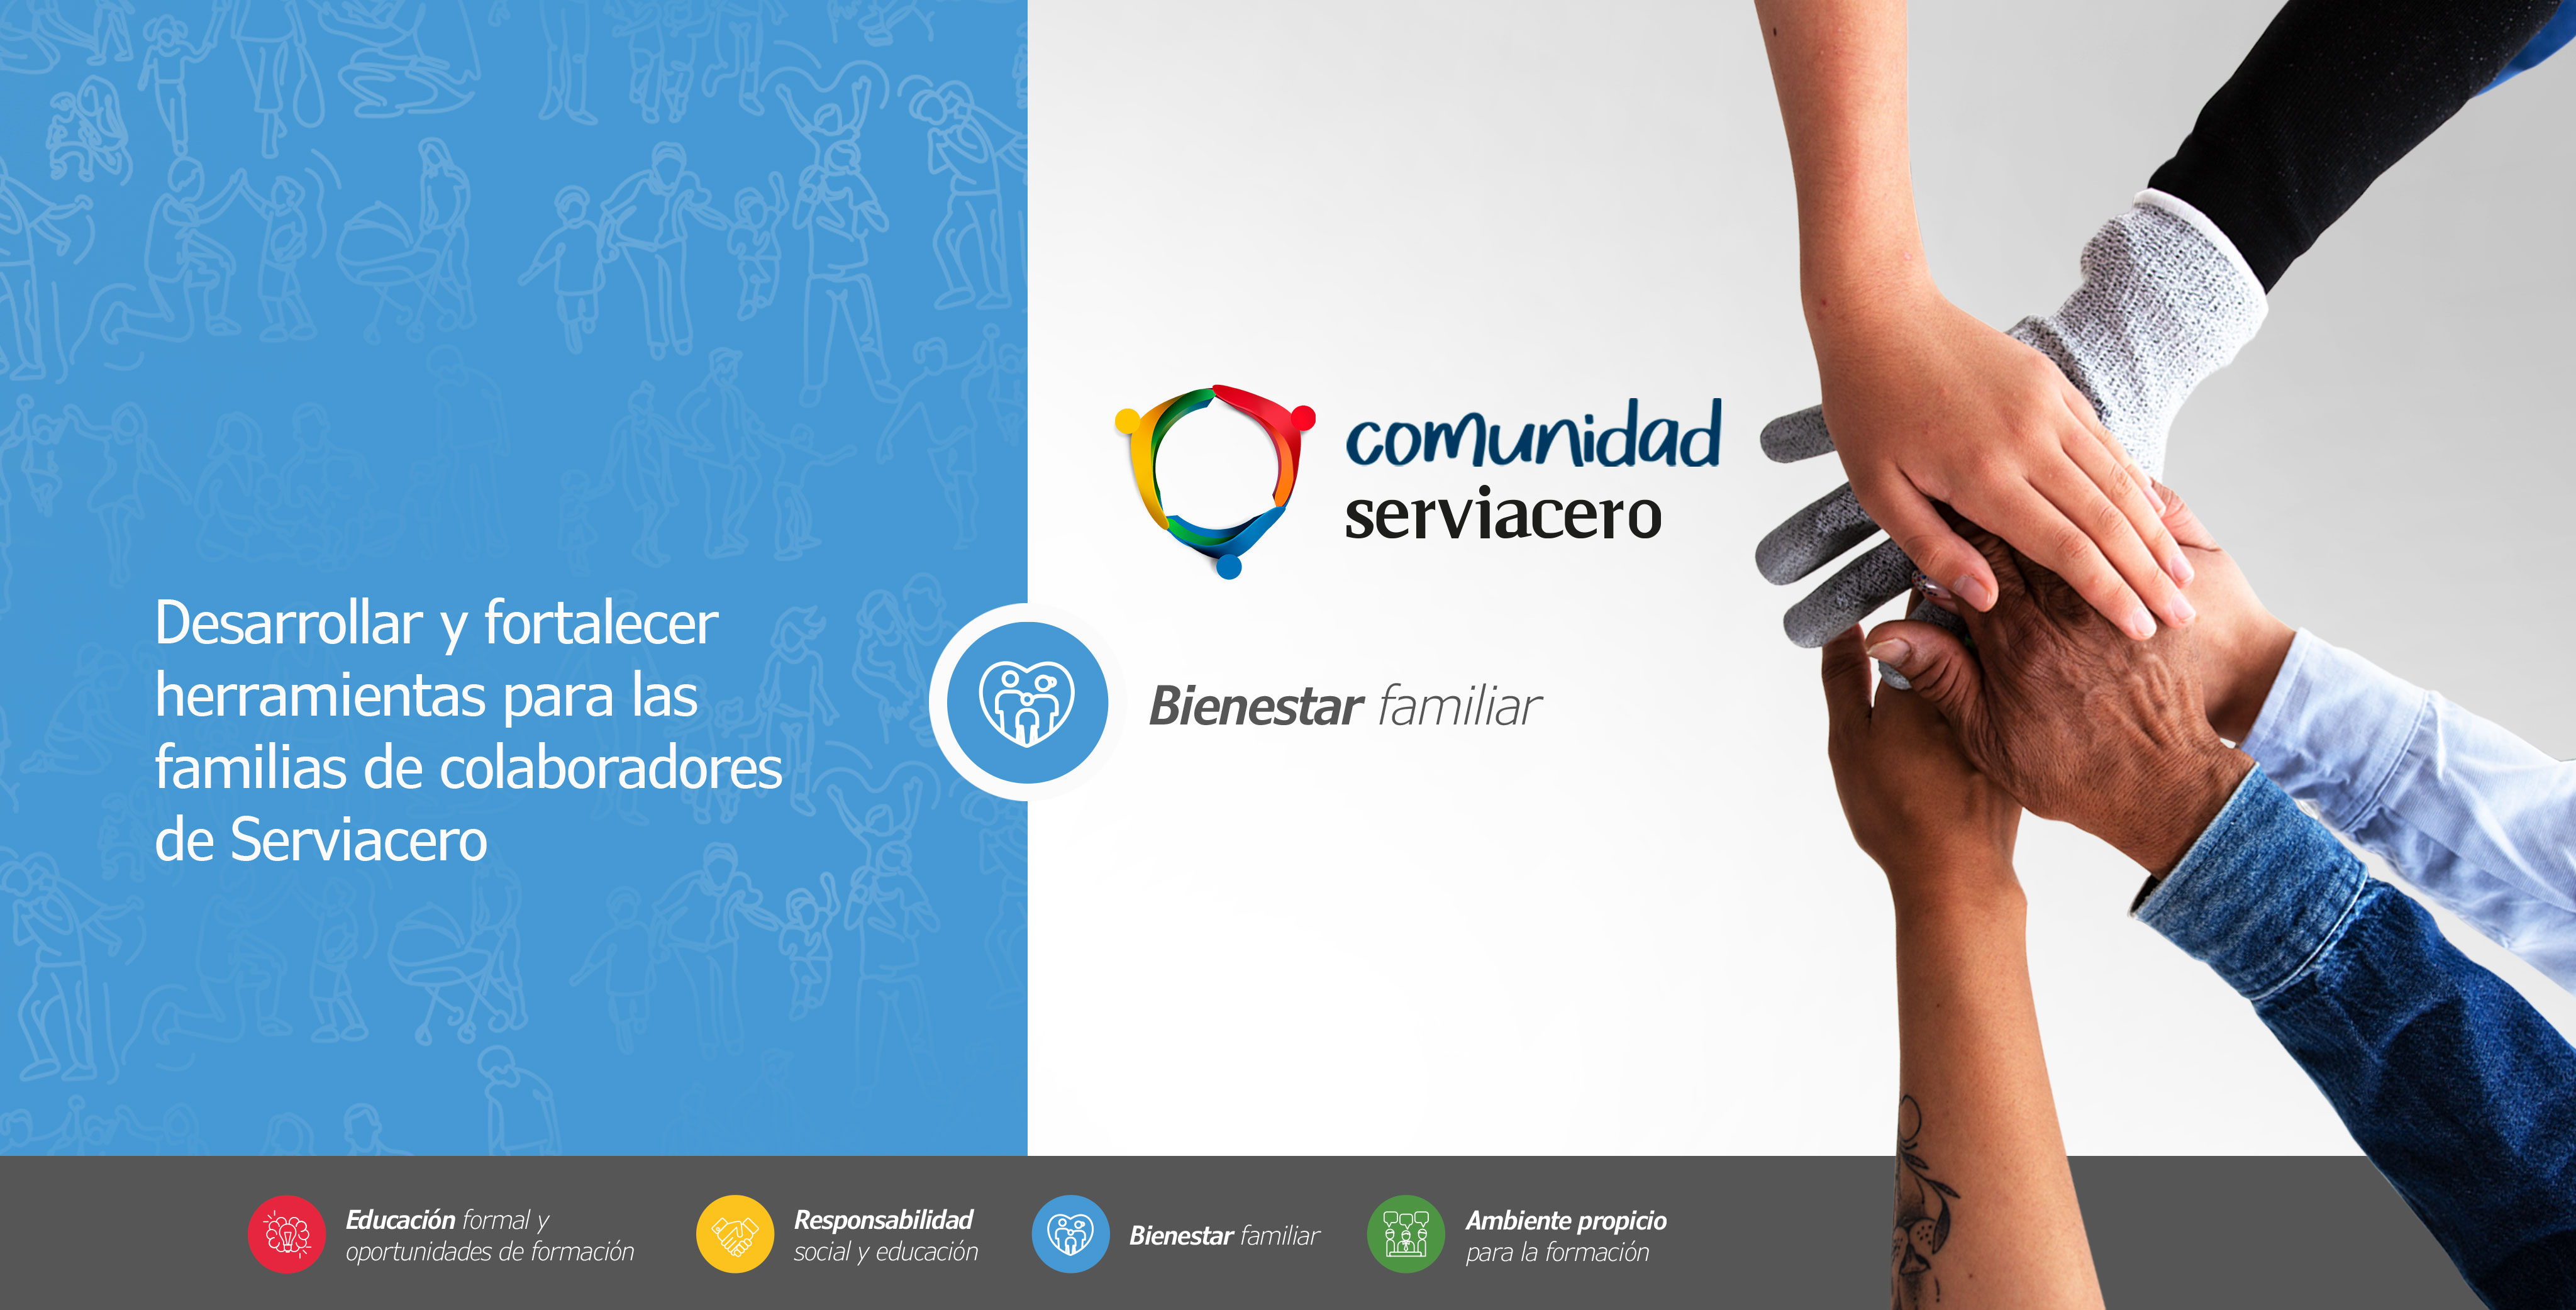 Desarrollar y fortalecer
herramientas para las
familias de colaboradores
de Serviacero
comunidad
serviacero
Bienestar familiar
Educación formal y
oportunidades de formación
Responsabilidad
social y educación
Bienestar familiar
Ambiente propicio
para la formación